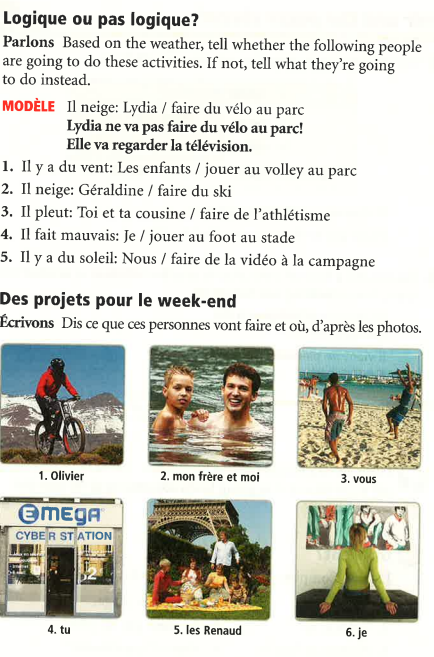 Logique ou pas logique?
Parlons Based on the weather, tell whether the following people
are going to do these activities. If not, tell what they're going
to do instead.
MODÈLE Il neige: Lydia / faire du vélo au parc
Lydia ne va pas faire du vélo au parc!
Elle va regarder la télévision.
1. Il y a du vent: Les enfants / jouer au volley au parc
2. Il neige: Géraldine / faire du ski
3. Il pleut: Toi et ta cousine / faire de l'athlétisme
4. Il fait mauvais: Je / jouer au foot au stade
5. Il y a du soleil: Nous / faire de la vidéo à la campagne
Des projets pour le week-end
Écrivons Dis ce que ces personnes vont faire et où, d'après les photos.
1. Olivier
2. mon frère et moi
3. vous
emega
CYBER STATION
4. tu
5. les Renaud
6. je